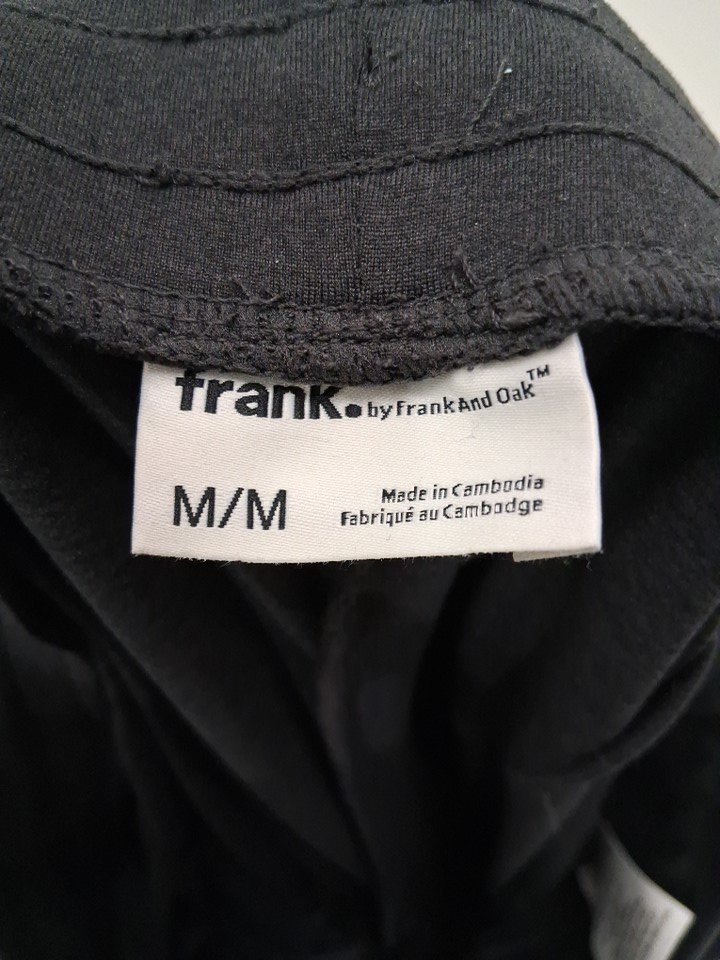 frank. by Frank And Oak™
M/M
Made in Cambodia
Fabriqué au Cambodge